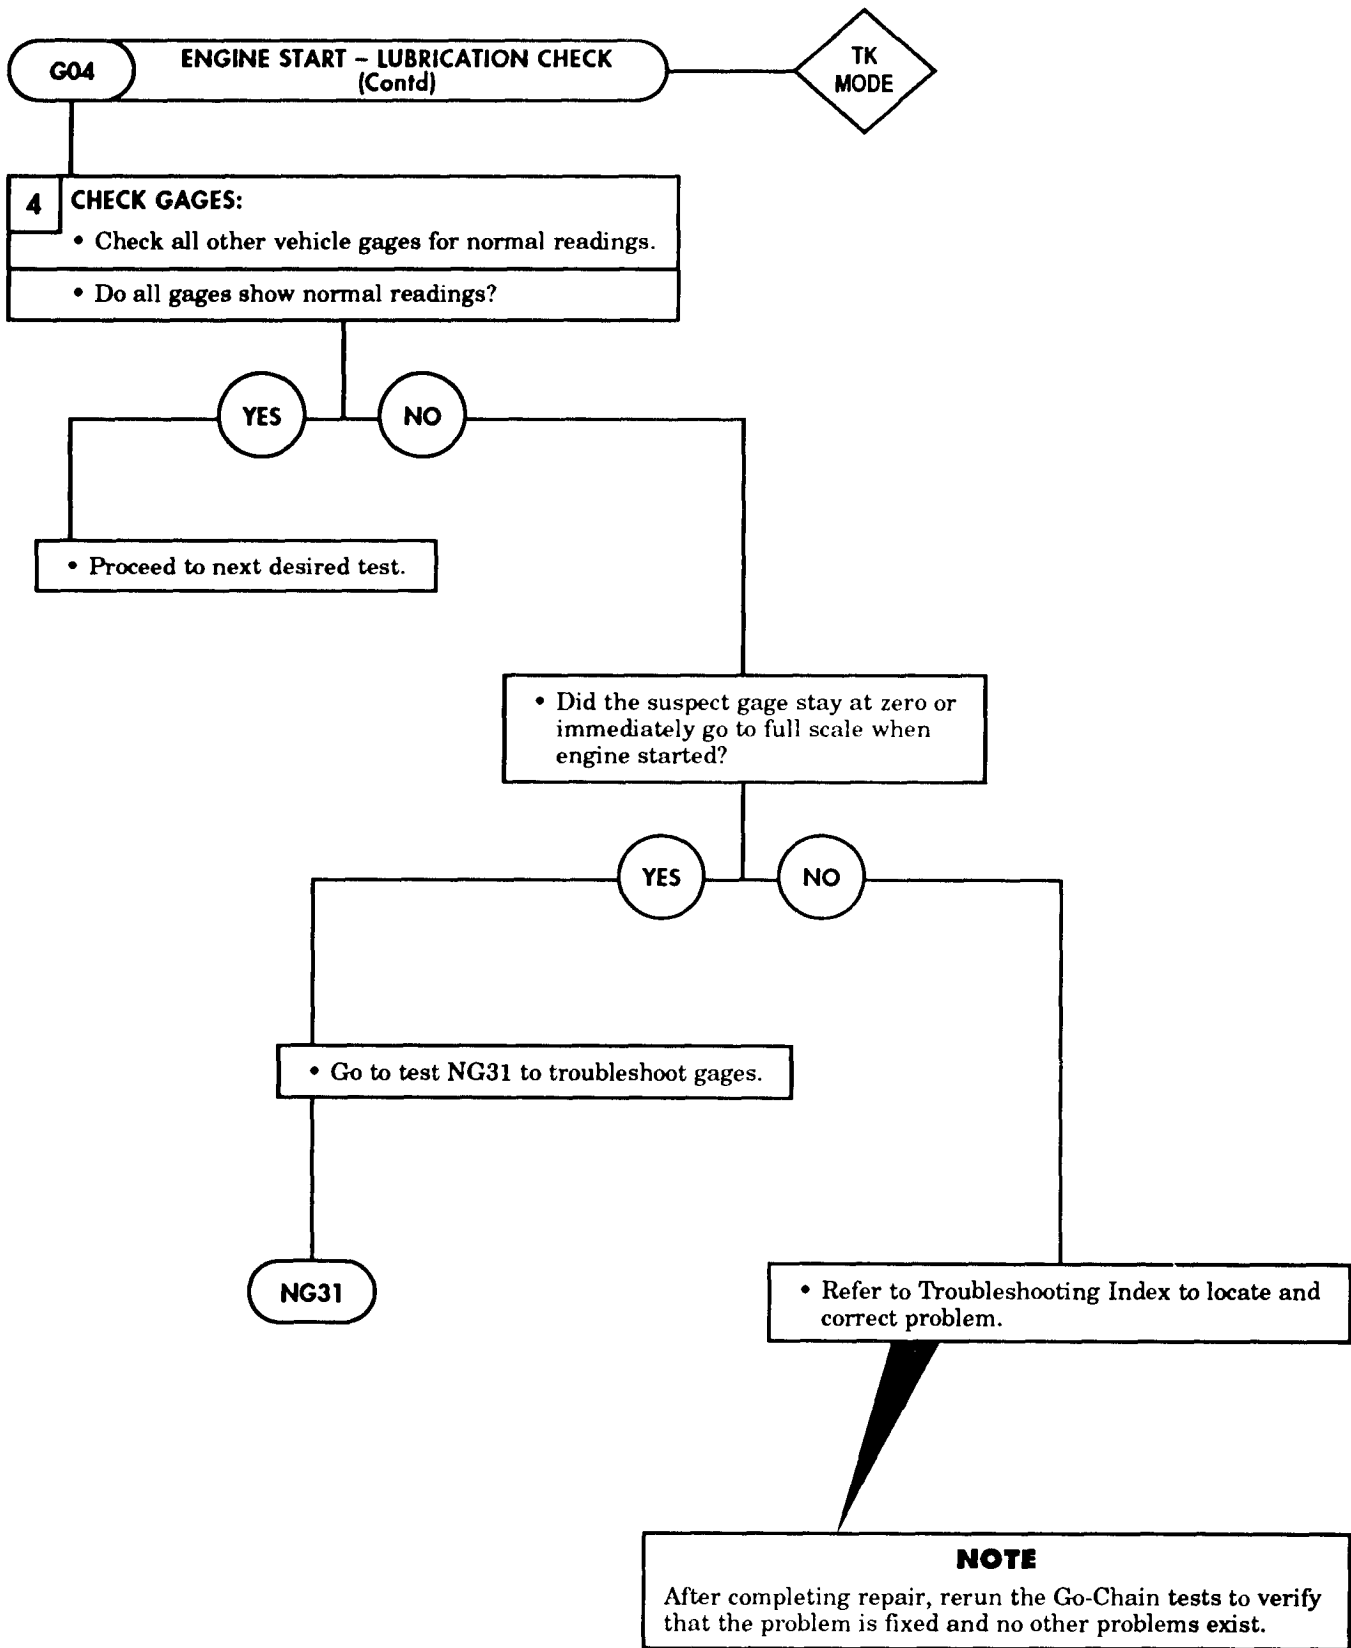 G04
ENGINE START – LUBRICATION CHECK
(Contd)
TK
MODE
4
CHECK GAGES:
• Check all other vehicle gages for normal readings.
• Do all gages show normal readings?
YES
NO
• Proceed to next desired test.
• Did the suspect gage stay at zero or
immediately go to full scale when
engine started?
YES
NO
• Go to test NG31 to troubleshoot gages.
NG31
• Refer to Troubleshooting Index to locate and
correct problem.
NOTE
After completing repair, rerun the Go-Chain tests to verify
that the problem is fixed and no other problems exist.